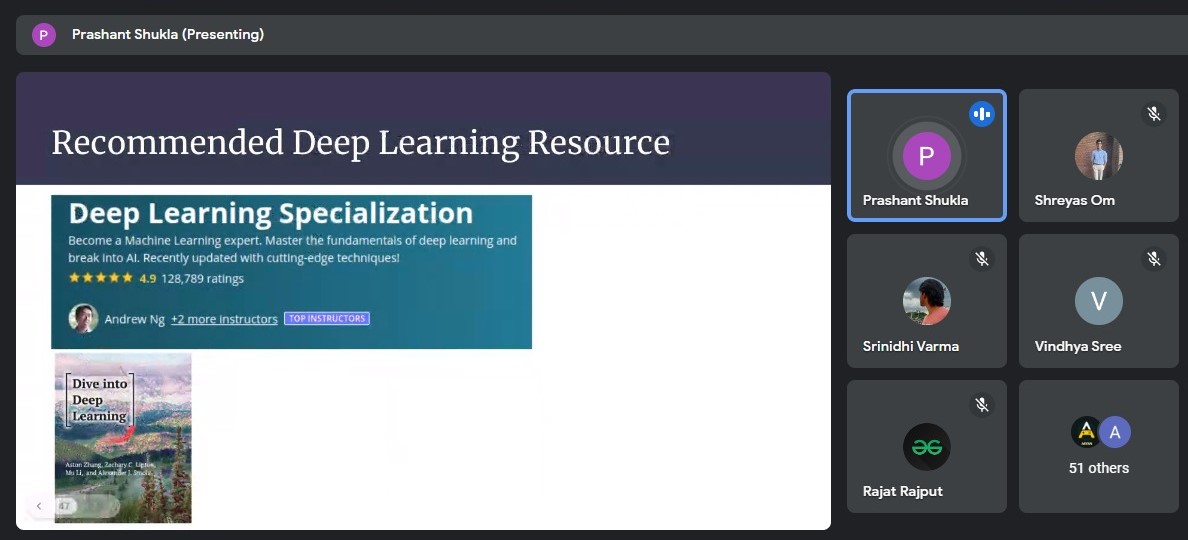 P Prashant Shukla (Presenting)
Recommended Deep Learning Resource
Deep Learning Specialization
Become a Machine Learning expert. Master the fundamentals of deep learning and
break into AI. Recently updated with cutting-edge techniques!
4.9 128,789 ratings
Andrew Ng +2 more instructors TOP INSTRUCTORS
Dive into
Deep
Learning
Aston Zhang, Zachary C. Lipton,
Mu Li, and Alexander J. Smola
47
P
Prashant Shukla
Shreyas Om
Srinidhi Varma
V
Vindhya Sree
Rajat Rajput
A
51 others